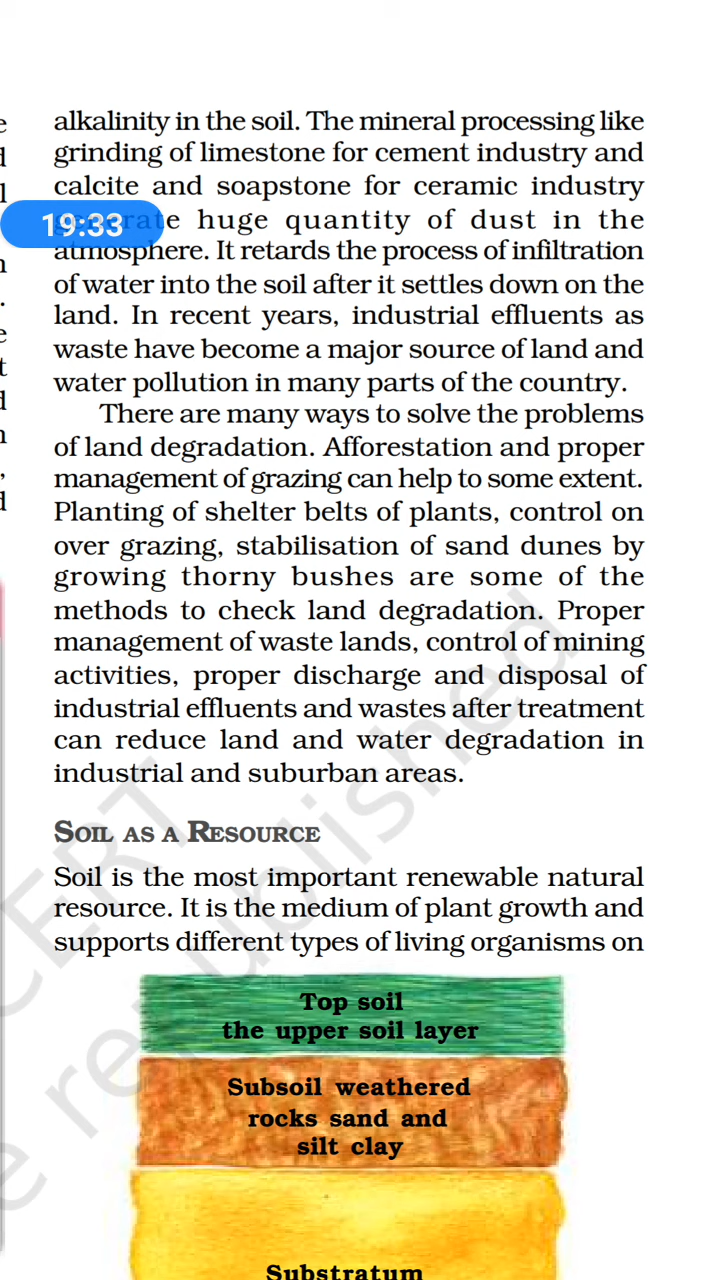 alkalinity in the soil. The mineral processing like
grinding of limestone for cement industry and
calcite and soapstone for ceramic industry
19:33
huge quantity of dust in the
atmosphere. It retards the process of infiltration
of water into the soil after it settles down on the
land. In recent years, industrial effluents as
waste have become a major source of land and
water pollution in many parts of the country.
There are many ways to solve the problems
of land degradation. Afforestation and proper
management of grazing can help to some extent.
Planting of shelter belts of plants, control on
over grazing, stabilisation of sand dunes by
growing thorny bushes are some of the
methods to check land degradation. Proper
management of waste lands, control of mining
activities, proper discharge and disposal of
industrial effluents and wastes after treatment
can reduce land and water degradation in
industrial and suburban areas.
SOIL AS A RESOURCE
Soil is the most important renewable natural
resource. It is the medium of plant growth and
supports different types of living organisms on
Top soil
the upper soil layer
Subsoil weathered
rocks sand and
silt clay
Substratum